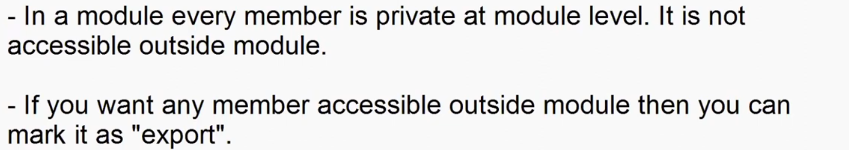 - In a module every member is private at module level. It is not
accessible outside module.
- If you want any member accessible outside module then you can
mark it as "export".